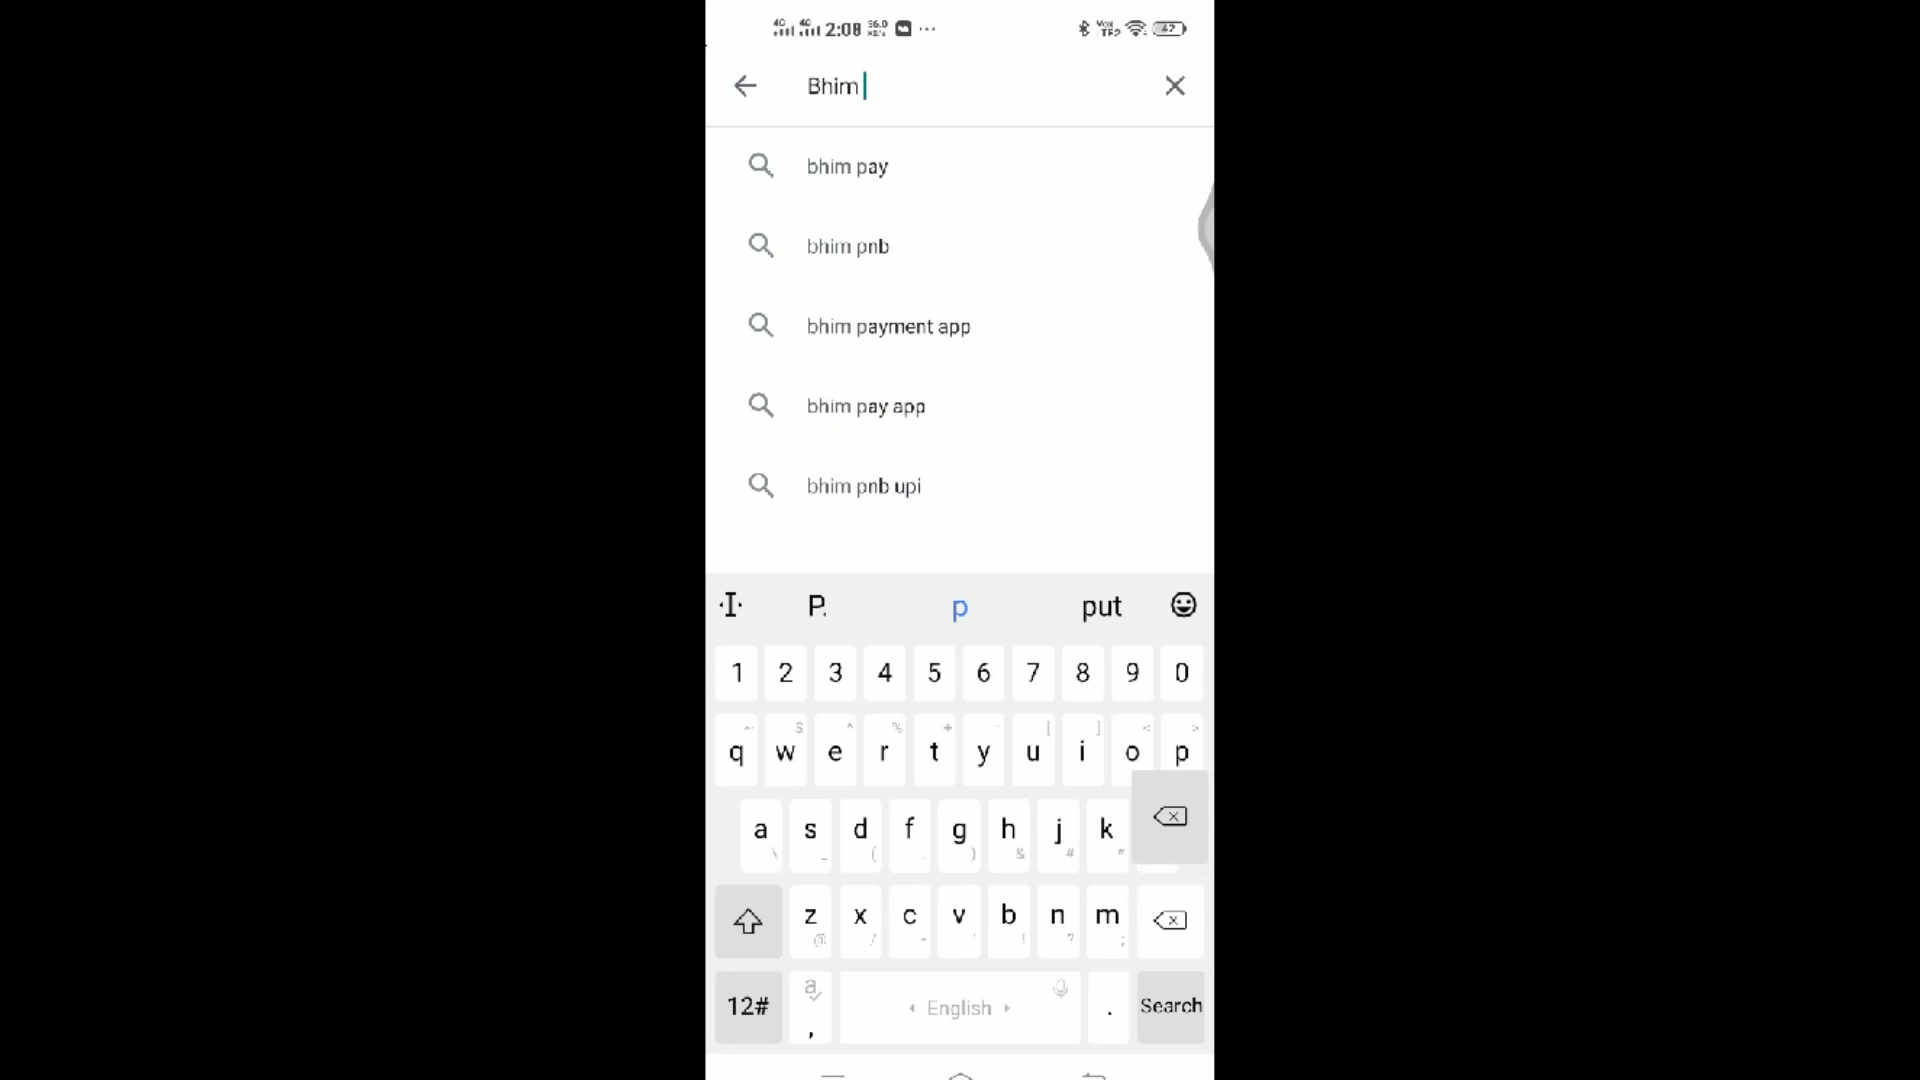 2:08
Bhim
bhim pay
bhim pnb
bhim payment app
bhim pay app
bhim pnb upi
P. p put
1 2 3 4 5 6 7 8 9 0
q w e r t y u i o p
a s d f g h j k
z x c v b n m
12# , English . Search